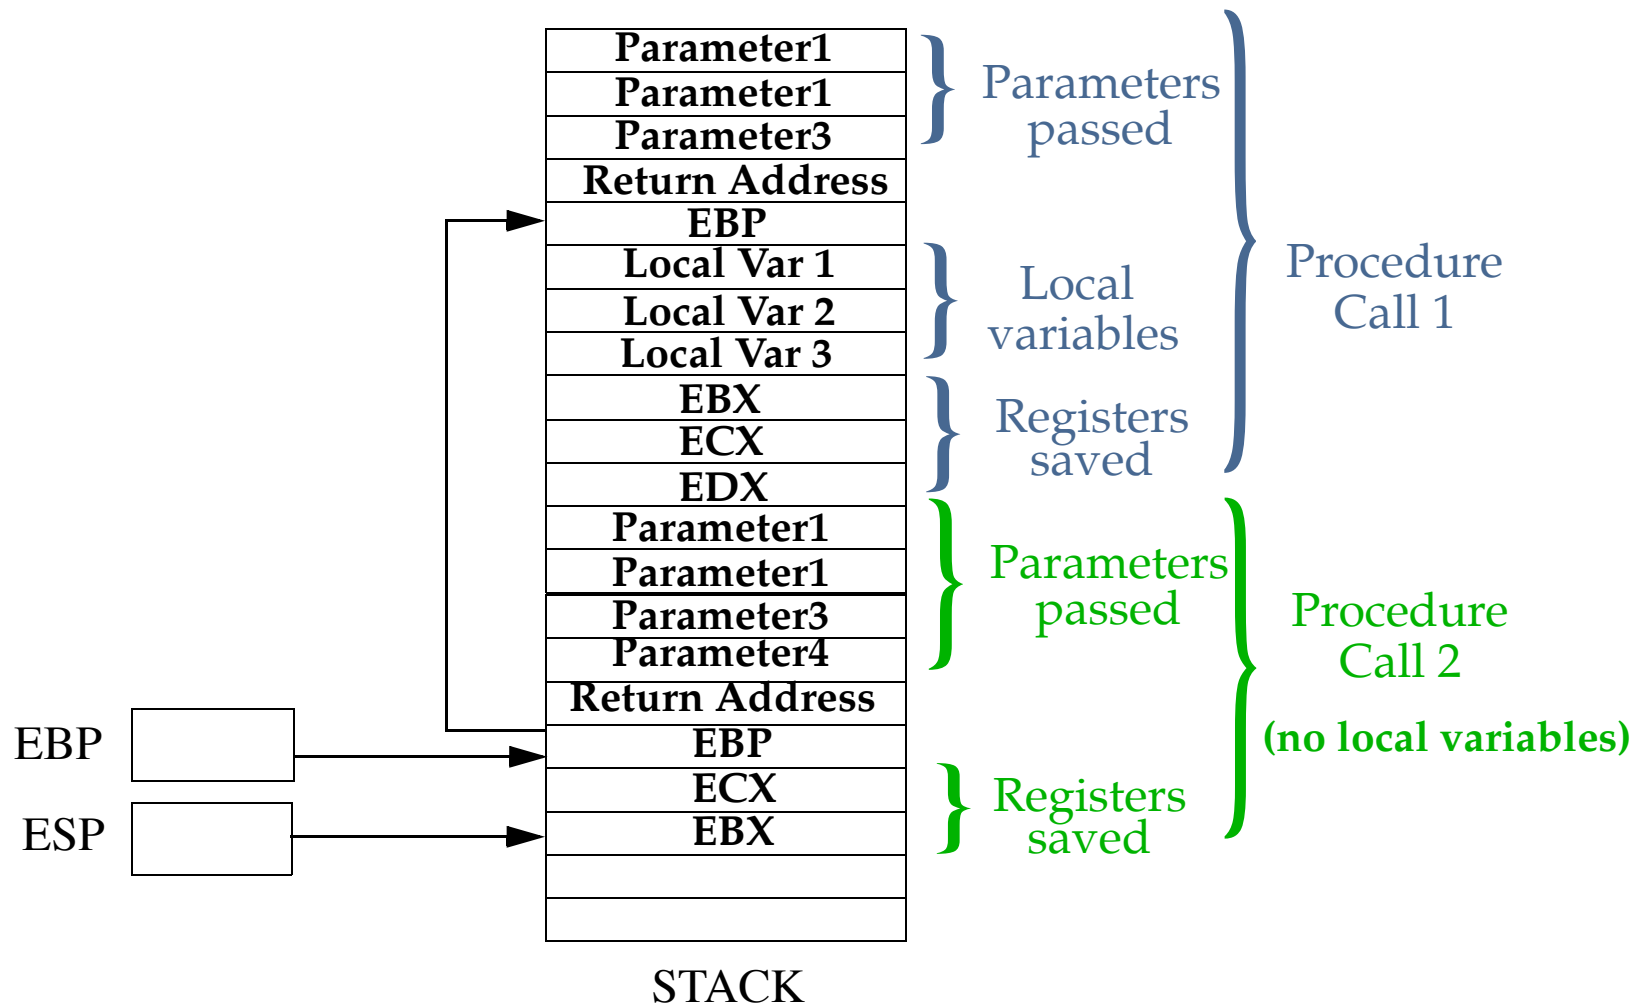 Parameter1
Parameter1
Parameter3
Return Address
EBP
Local Var 1
Local Var 2
Local Var 3
EBX
ECX
EDX
Parameter1
Parameter1
Parameter3
Parameter4
Return Address
EBP
ECX
EBX
STACK
EBP
ESP
Parameters
passed
Local
variables
Registers
saved
Procedure
Call 1
Parameters
passed
Registers
saved
Procedure
Call 2
(no local variables)